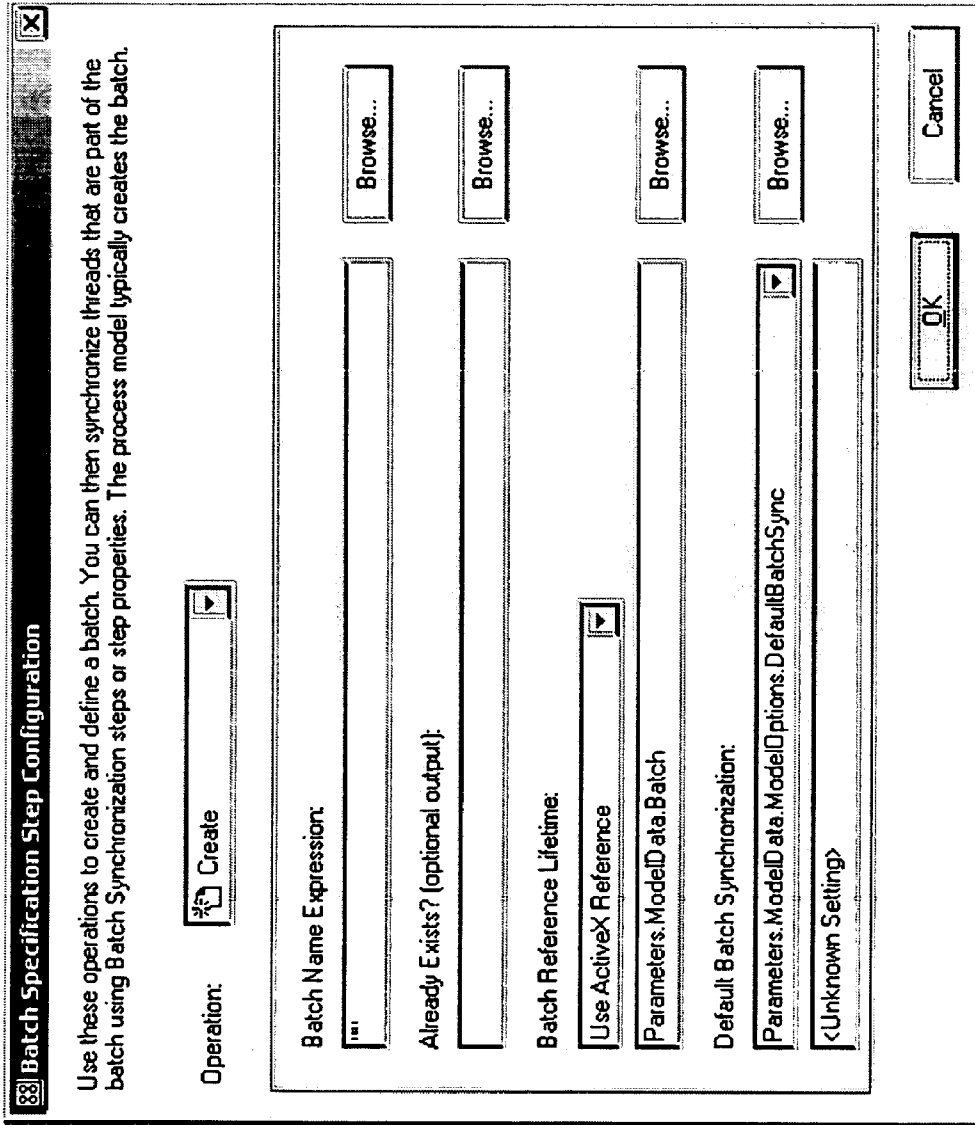 Batch Specification Step Configuration
Use these operations to create and define a batch. You can then synchronize threads that are part of the
batch using Batch Synchronization steps or step properties. The process model typically creates the batch.
Operation:
Create
Batch Name Expression:
""
Browse...
Already Exists? (optional output):
Browse...
Batch Reference Lifetime:
Use ActiveX Reference
Parameters.ModelData.Batch
Browse...
Default Batch Synchronization:
Parameters.ModelData.ModelOptions.DefaultBatchSync
Browse...
<Unknown Setting>
OK
Cancel